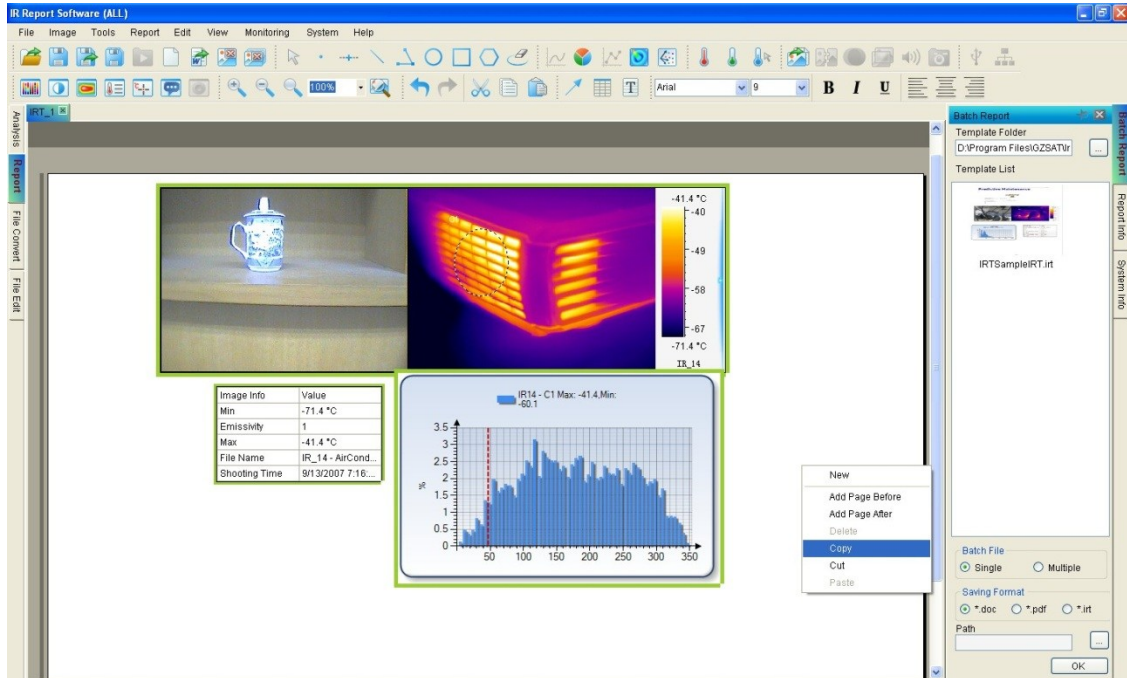 IR Report Software (ALL)
File Image Tools Report Edit View Monitoring System Help
100%
T Arial 9 B I U
IRT_1
Analysis
Report
File Convert
File Edit
-41.4 °C
-40
-49
-58
-67
-71.4 °C
IR_14
Image Info Value
Min -71.4 °C
Emissivity 1
Max -41.4 °C
File Name IR_14 - AirCond...
Shooting Time 9/13/2007 7:16:...
IR14 - C1 Max: -41.4,Min:
-60.1
%
3.5
3
2.5
2
1.5
1
0.5
0
50 100 150 200 250 300 350
New
Add Page Before
Add Page After
Delete
Copy
Cut
Paste
Batch Report
Template Folder
D:\Program Files\GZSAT\Ir ...
Template List
Predictive Maintenance
IRTSampleIRT.irt
Batch File
Single Multiple
Saving Format
*.doc *.pdf *.irt
Path
...
OK
Batch Report
Report Info
System Info